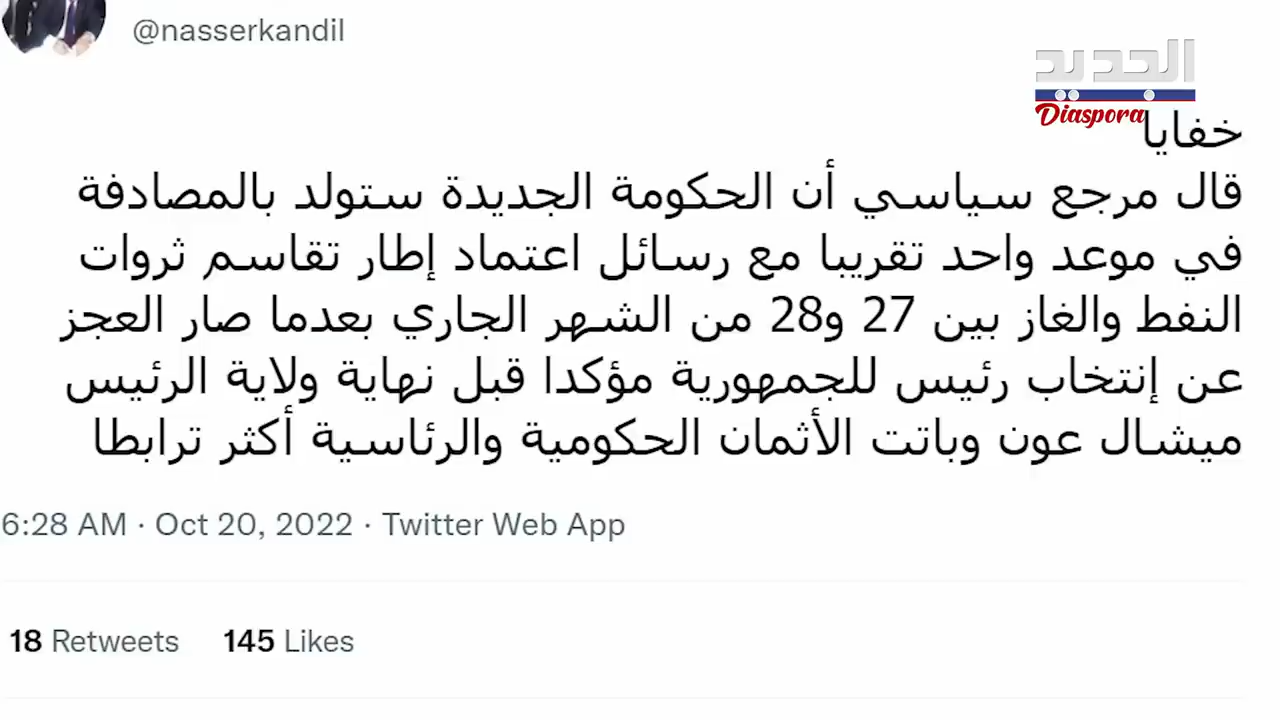 @nasserkandil
الجديد
Diaspora
خفايا
قال مرجع سياسي أن الحكومة الجديدة ستولد بالمصادفة
في موعد واحد تقريبا مع رسائل اعتماد إطار تقاسم ثروات
النفط والغاز بين 27 و28 من الشهر الجاري بعدما صار العجز
عن إنتخاب رئيس للجمهورية مؤكدا قبل نهاية ولاية الرئيس
ميشال عون وباتت الأثمان الحكومية والرئاسية أكثر ترابطا
6:28 AM · Oct 20, 2022 · Twitter Web App
18 Retweets 145 Likes